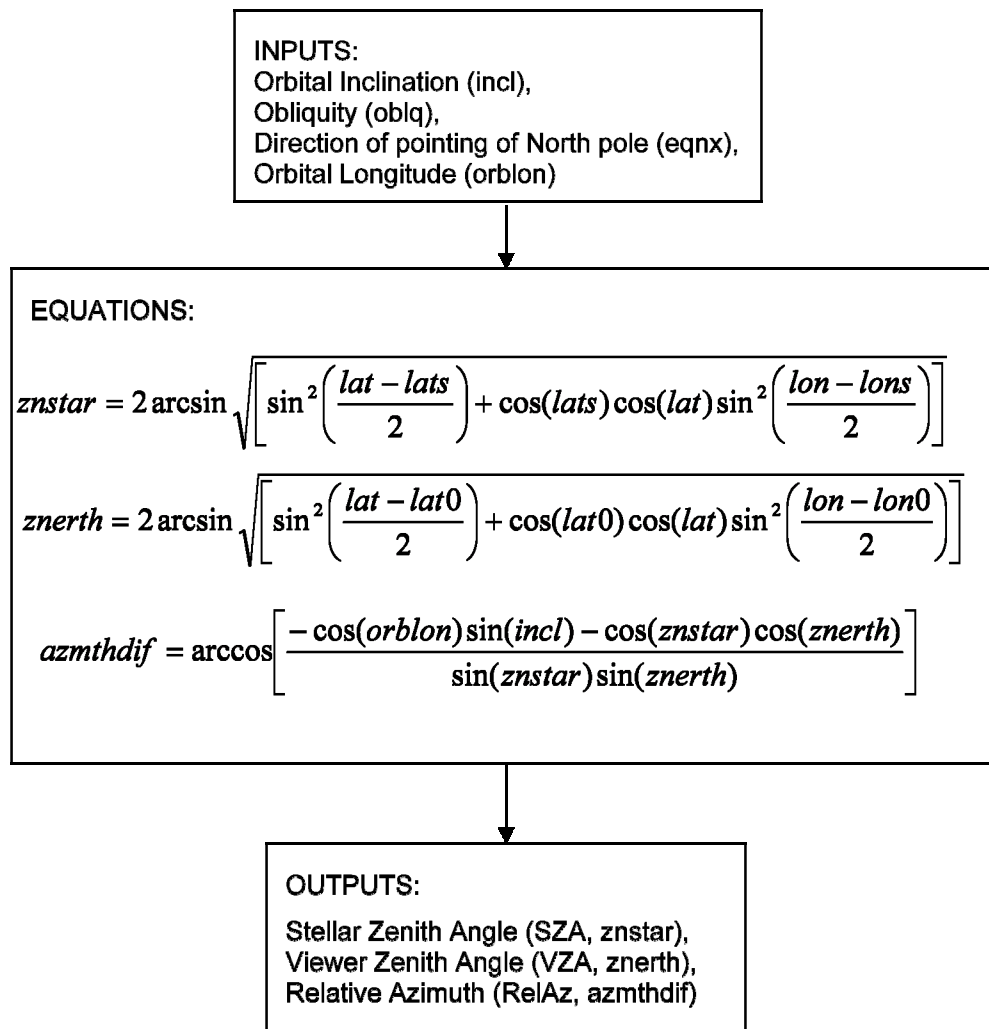 INPUTS:
Orbital Inclination (incl),
Obliquity (oblq),
Direction of pointing of North pole (eqnx),
Orbital Longitude (orblon)
EQUATIONS:
znstar = 2 arcsin √[sin²((lat − lats)/2) + cos(lats)cos(lat)sin²((lon − lons)/2)]
znerth = 2 arcsin √[sin²((lat − lat0)/2) + cos(lat0)cos(lat)sin²((lon − lon0)/2)]
azmthdif = arccos[(−cos(orblon)sin(incl) − cos(znstar)cos(znerth))/(sin(znstar)sin(znerth))]
OUTPUTS:
Stellar Zenith Angle (SZA, znstar),
Viewer Zenith Angle (VZA, znerth),
Relative Azimuth (RelAz, azmthdif)